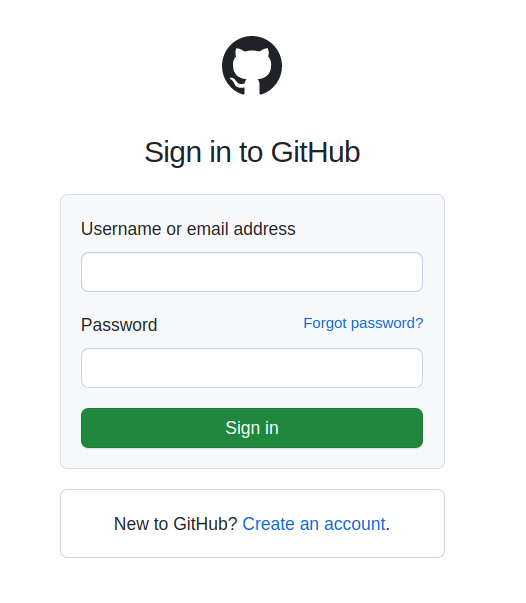 Sign in to GitHub
Username or email address
Password Forgot password?
Sign in
New to GitHub? Create an account.